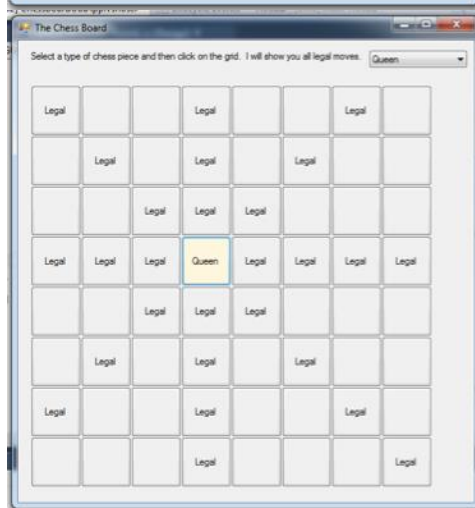 The Chess Board
Select a type of chess piece and then click on the grid. I will show you all legal moves. Queen
Legal Legal Legal
Legal Legal Legal
Legal Legal Legal
Legal Legal Legal Queen Legal Legal Legal Legal
Legal Legal Legal
Legal Legal Legal
Legal Legal Legal
Legal Legal